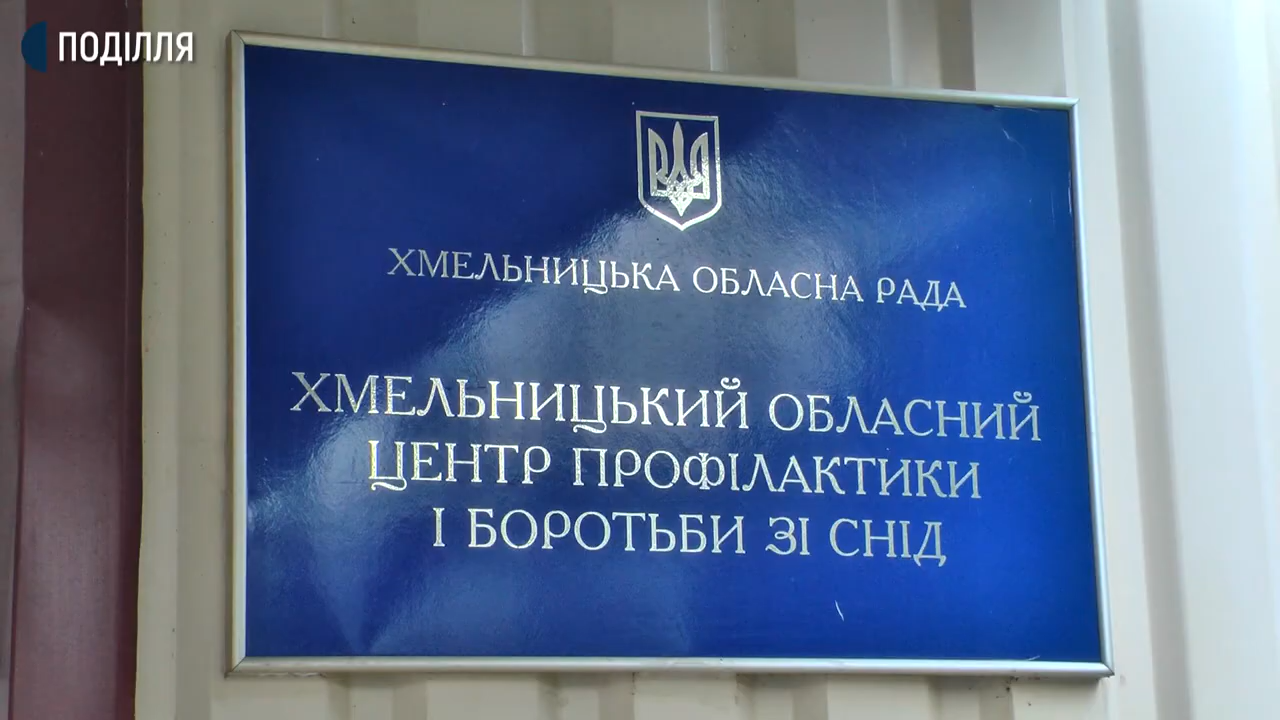 ПОДІЛЛЯ
ХМЕЛЬНИЦЬКА ОБЛАСНА РАДА
ХМЕЛЬНИЦЬКИЙ ОБЛАСНИЙ
ЦЕНТР ПРОФІЛАКТИКИ
І БОРОТЬБИ ЗІ СНІД